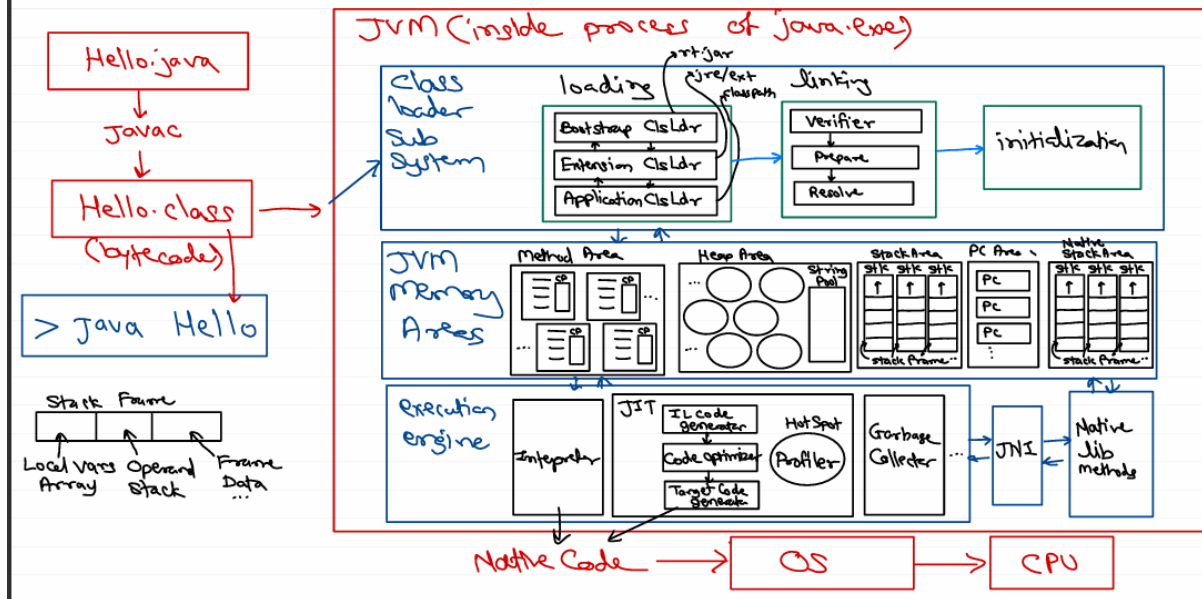 JVM (inside process of java.exe)
Hello.java
Javac
Hello.class
(bytecode)
> java Hello
Stack Frame
Local Vars Array
Operand Stack
Frame Data
...
class loader sub system
loading
rt.jar
jre/ext
classpath
Bootstrap ClsLdr
Extension ClsLdr
Application ClsLdr
linking
Verifier
Prepare
Resolve
initialization
JVM Memory Areas
Method Area
CP
CP
...
...
CP
CP
Heap Area
String Pool
...
...
Stack Area
Stk Stk Stk
stack frame..
PC Area
PC
PC
PC
:
Native Stack Area
Stk Stk Stk
stack frame..
execution engine
Intepreter
JIT
IL code generator
Code optimizer
Target Code generator
HotSpot
Profiler
Garbage Collector
...
JNI
Native lib methods
Native Code
OS
CPU